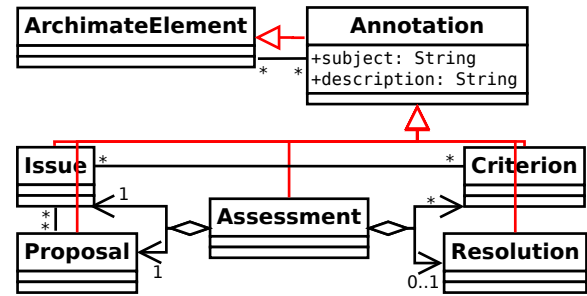 ArchimateElement
Annotation
+subject: String
+description: String
* *
Issue
* *
Criterion
1
*
*
*
Assessment
Proposal
1
0..1
Resolution